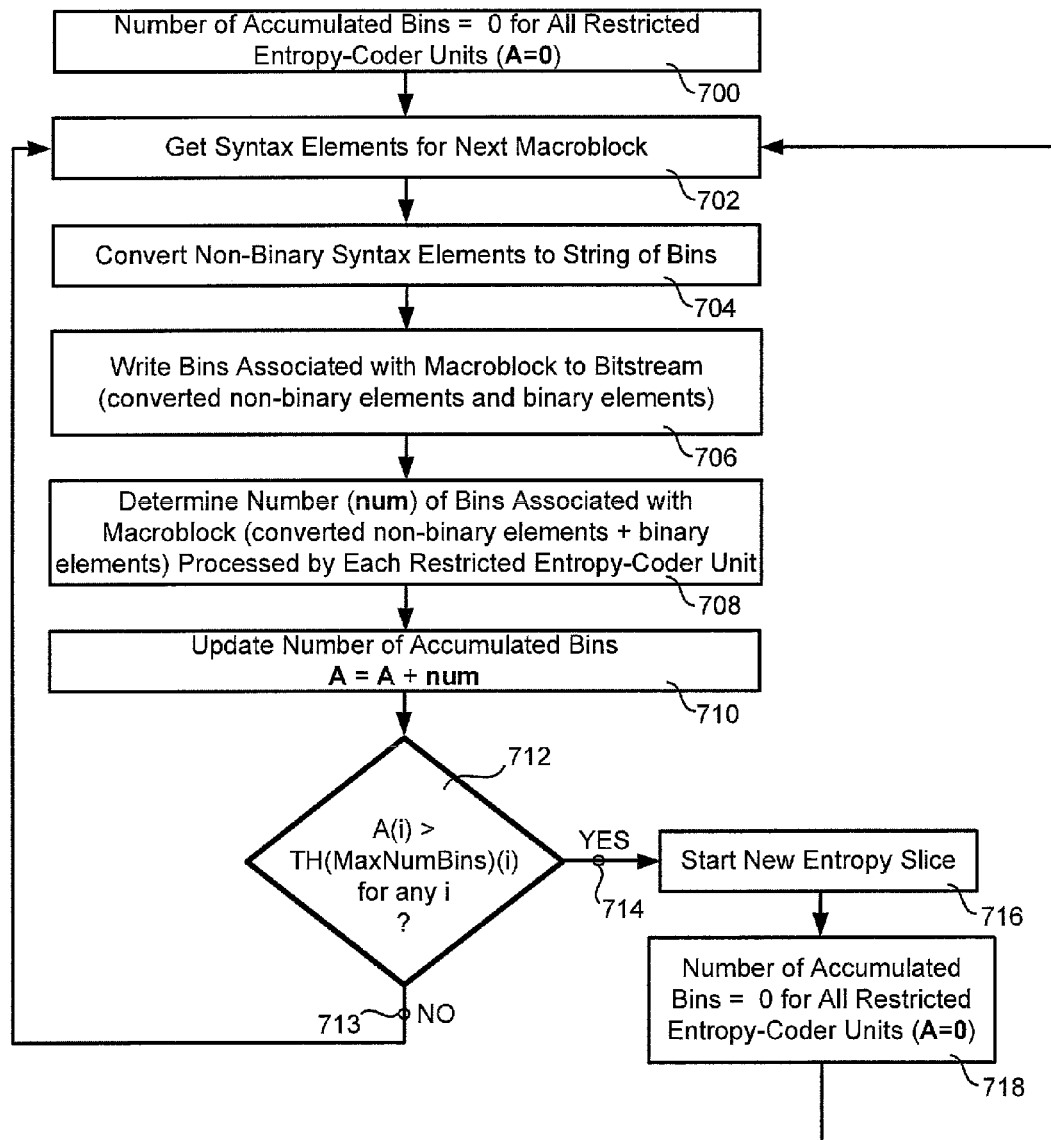 Number of Accumulated Bins = 0 for All Restricted
Entropy-Coder Units (A=0)
700
Get Syntax Elements for Next Macroblock
702
Convert Non-Binary Syntax Elements to String of Bins
704
Write Bins Associated with Macroblock to Bitstream
(converted non-binary elements and binary elements)
706
Determine Number (num) of Bins Associated with
Macroblock (converted non-binary elements + binary
elements) Processed by Each Restricted Entropy-Coder Unit
708
Update Number of Accumulated Bins
A = A + num
710
712
A(i) >
TH(MaxNumBins)(i)
for any i
?
YES
714
713
NO
Start New Entropy Slice
716
Number of Accumulated
Bins = 0 for All Restricted
Entropy-Coder Units (A=0)
718